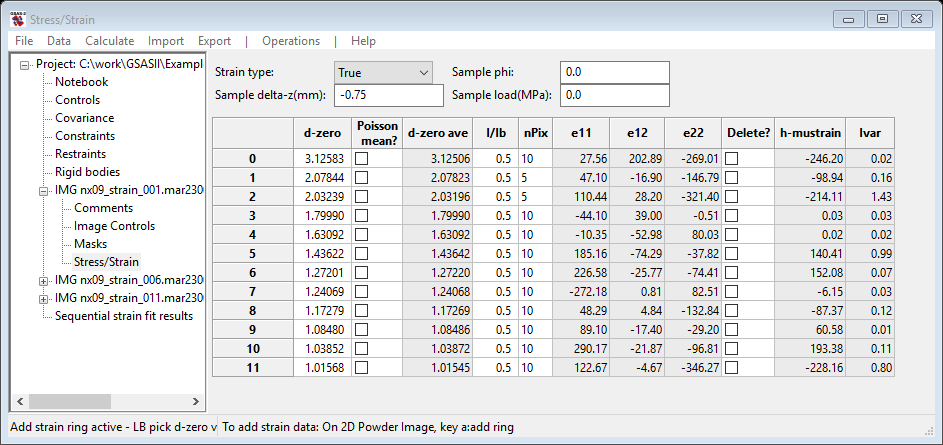 Stress/Strain
File Data Calculate Import Export | Operations | Help
Project: C:\work\GSASII\Exampl
Notebook
Controls
Covariance
Constraints
Restraints
Rigid bodies
IMG nx09_strain_001.mar230
Comments
Image Controls
Masks
Stress/Strain
IMG nx09_strain_006.mar230
IMG nx09_strain_011.mar230
Sequential strain fit results
Strain type: True Sample phi: 0.0
Sample delta-z(mm): -0.75 Sample load(MPa): 0.0
d-zero Poisson mean? d-zero ave I/Ib nPix e11 e12 e22 Delete? h-mustrain Ivar
0 3.12583 3.12506 0.5 10 27.56 202.89 -269.01 -246.20 0.02
1 2.07844 2.07823 0.5 5 47.10 -16.90 -146.79 -98.94 0.16
2 2.03239 2.03196 0.5 5 110.44 28.20 -321.40 -214.11 1.43
3 1.79990 1.79990 0.5 10 -44.10 39.00 -0.51 0.03 0.03
4 1.63092 1.63092 0.5 10 -10.35 -52.98 80.03 0.02 0.02
5 1.43622 1.43642 0.5 10 185.16 -74.29 -37.82 140.41 0.99
6 1.27201 1.27220 0.5 10 226.58 -25.77 -74.41 152.08 0.07
7 1.24069 1.24068 0.5 10 -272.18 0.81 82.51 -6.15 0.03
8 1.17279 1.17269 0.5 10 48.29 4.84 -132.84 -87.37 0.12
9 1.08480 1.08486 0.5 10 89.10 -17.40 -29.20 60.58 0.01
10 1.03852 1.03872 0.5 10 290.17 -21.87 -96.81 193.38 0.11
11 1.01568 1.01545 0.5 10 122.67 -4.67 -346.27 -228.16 0.80
Add strain ring active - LB pick d-zero v To add strain data: On 2D Powder Image, key a:add ring